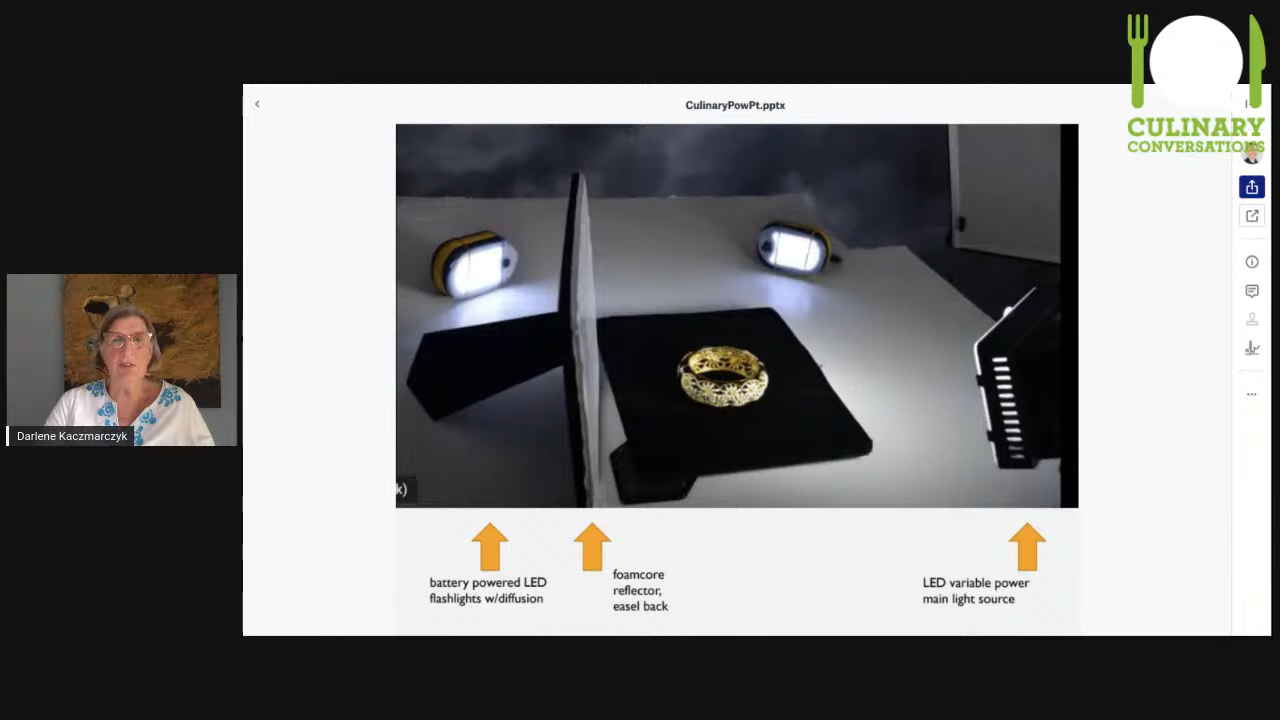 CulinaryPowPt.pptx
CULINARY
CONVERSATIONS
k)
Darlene Kaczmarczyk
battery powered LED
flashlights w/diffusion
foamcore
reflector,
easel back
LED variable power
main light source